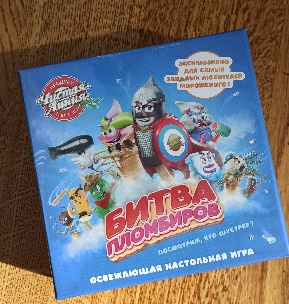 Чистая
Линия
ЭКСКЛЮЗИВНО
ДЛЯ САМЫХ
ЗАЯДЛЫХ ЛЮБИТЕЛЕЙ
МОРОЖЕНОГО!
БИТВА
ПЛОМБИРОВ
ПОСМОТРИМ, КТО ШУСТРЕЕ?
ОСВЕЖАЮЩАЯ НАСТОЛЬНАЯ ИГРА